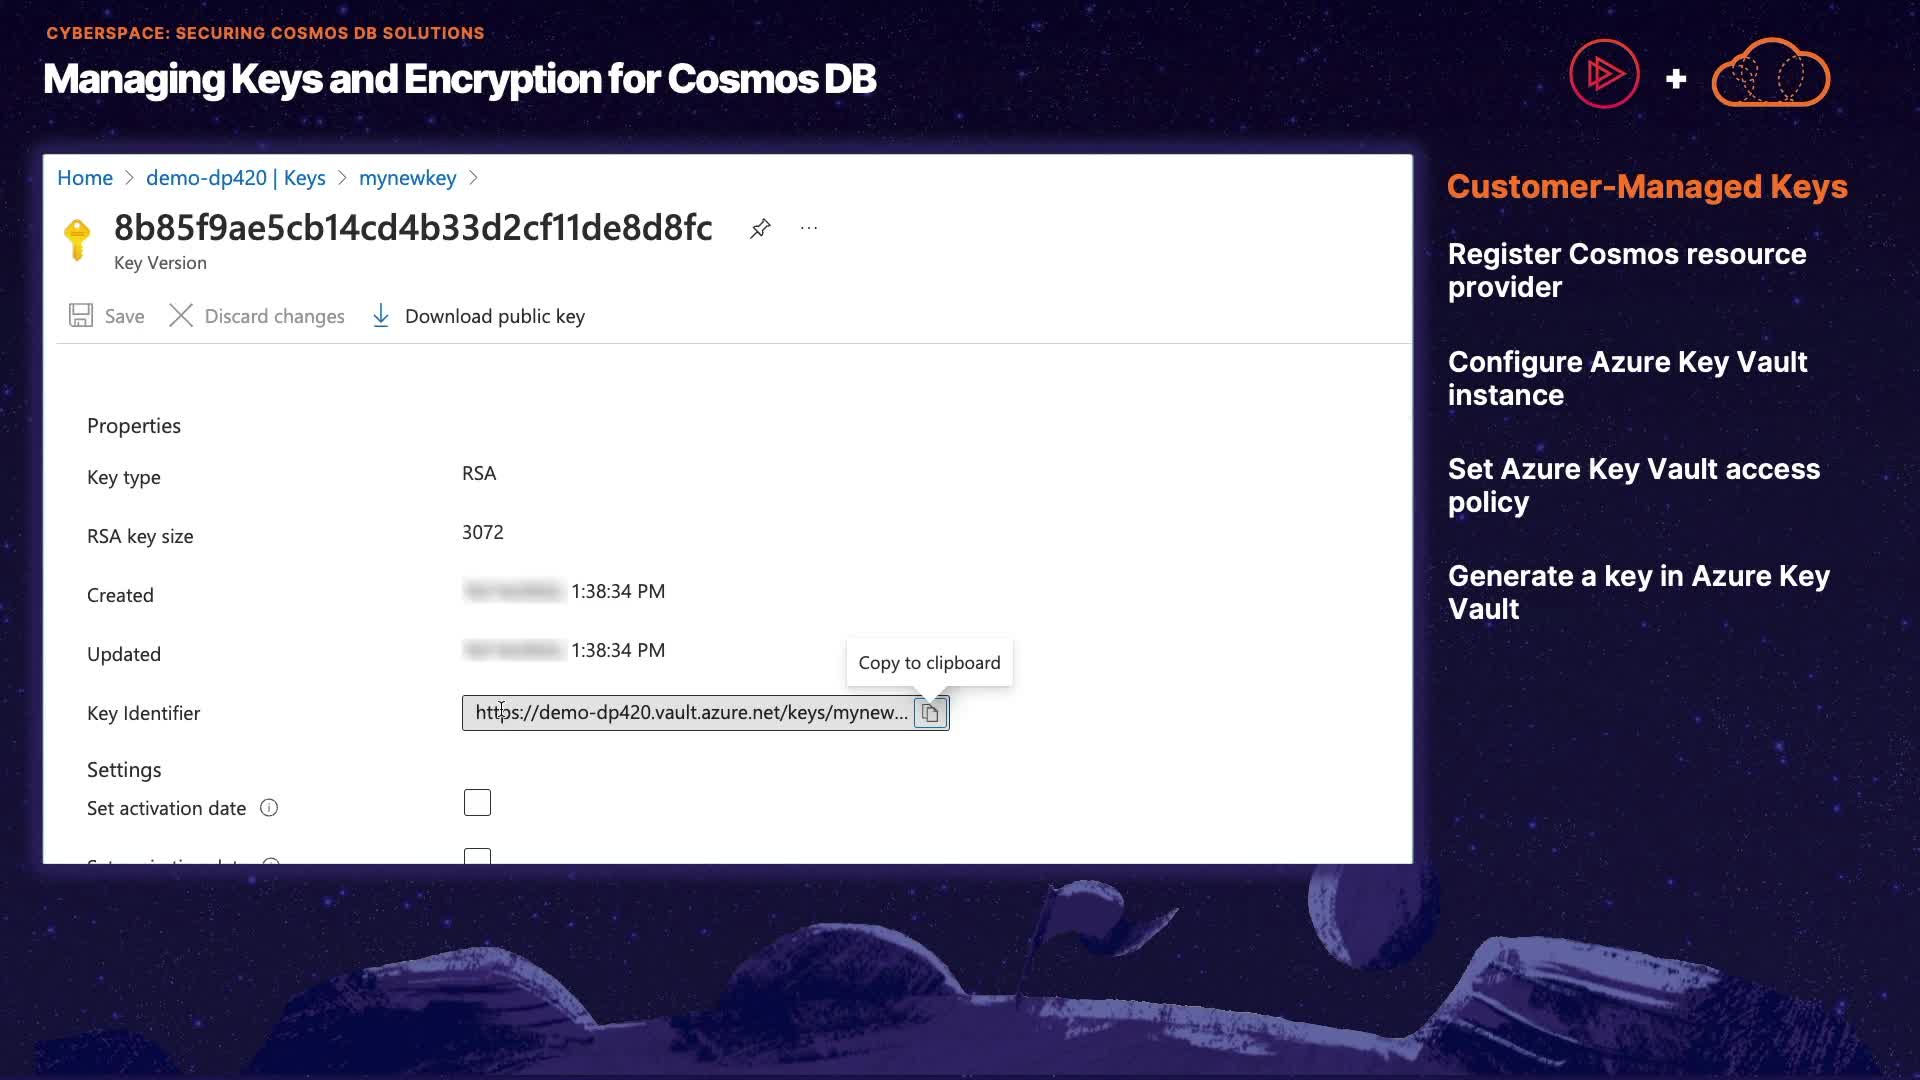 CYBERSPACE: SECURING COSMOS DB SOLUTIONS
Managing Keys and Encryption for Cosmos DB
Home > demo-dp420 | Keys > mynewkey >
8b85f9ae5cb14cd4b33d2cf11de8d8fc
Key Version
Save Discard changes Download public key
Properties
Key type RSA
RSA key size 3072
Created 1:38:34 PM
Updated 1:38:34 PM
Copy to clipboard
Key Identifier https://demo-dp420.vault.azure.net/keys/mynew...
Settings
Set activation date
Customer-Managed Keys
Register Cosmos resource
provider
Configure Azure Key Vault
instance
Set Azure Key Vault access
policy
Generate a key in Azure Key
Vault